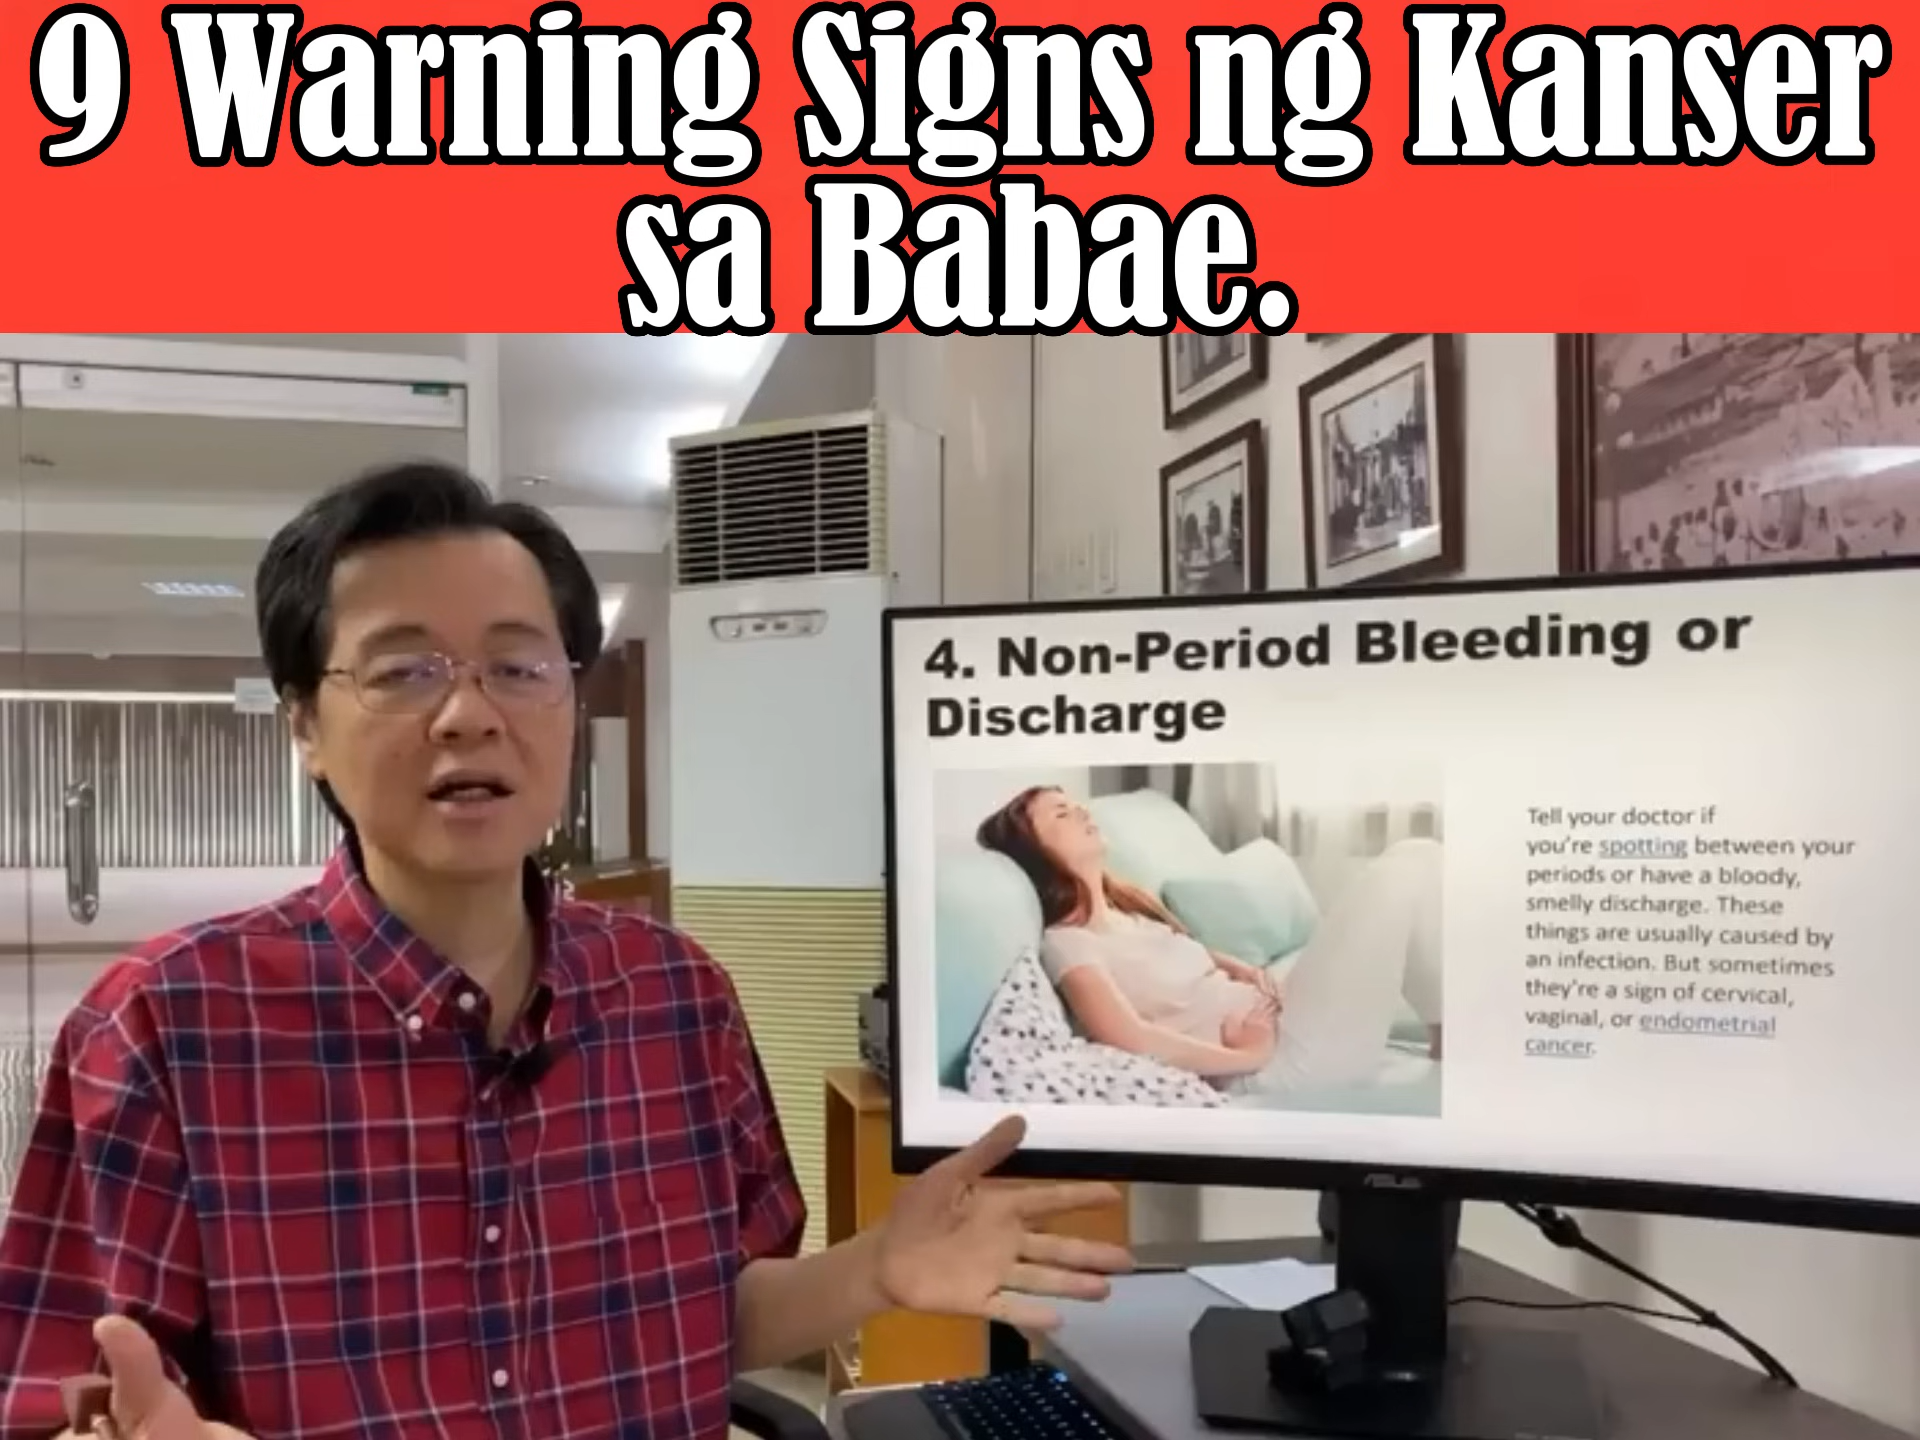 9 Warning Signs ng Kanser
sa Babae.
4. Non-Period Bleeding or
Discharge
Tell your doctor if
you're spotting between your
periods or have a bloody,
smelly discharge. These
things are usually caused by
an infection. But sometimes
they're a sign of cervical,
vaginal, or endometrial
cancer.
ASUS